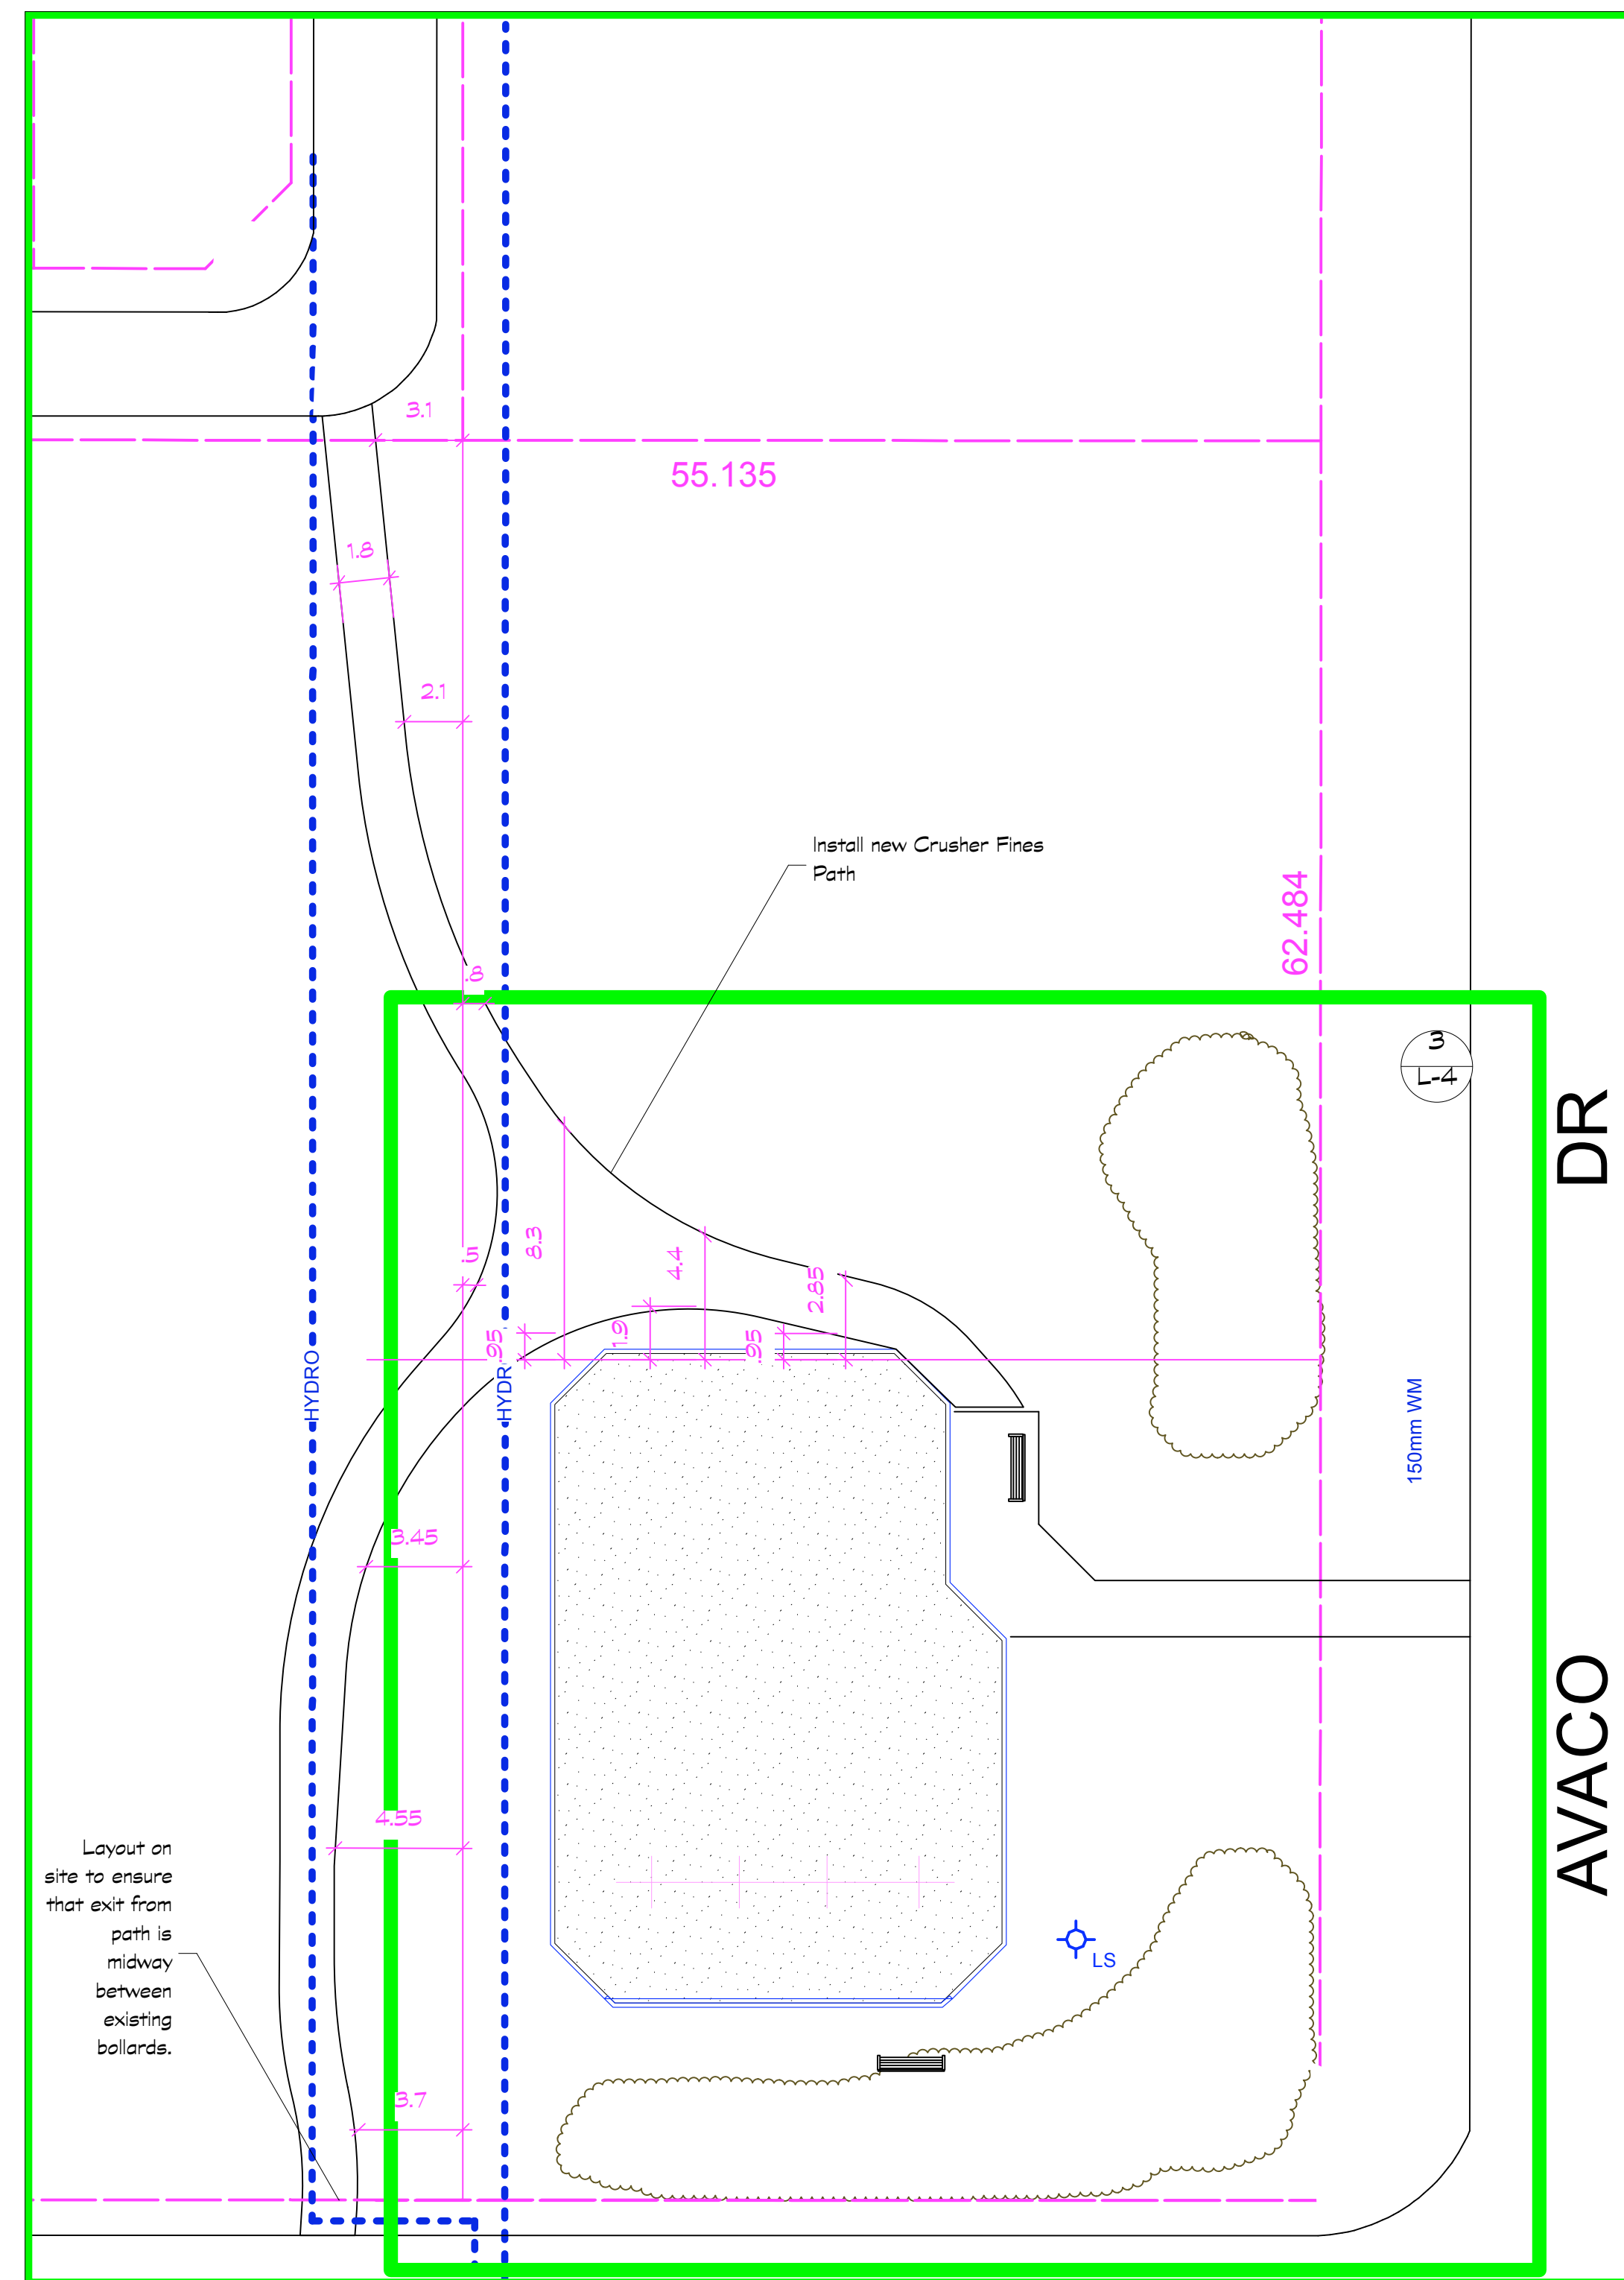 3.1
55.135
1.8
2.1
Install new Crusher Fines
Path
62.484
.8
3
L-4
DR
8.3
.5
4.4
2.85
1.9
.95
.95
HYDRO
HYDR
150mm WM
3.45
AVACO
4.55
Layout on
site to ensure
that exit from
path is
midway
between
existing
bollards.
LS
3.7